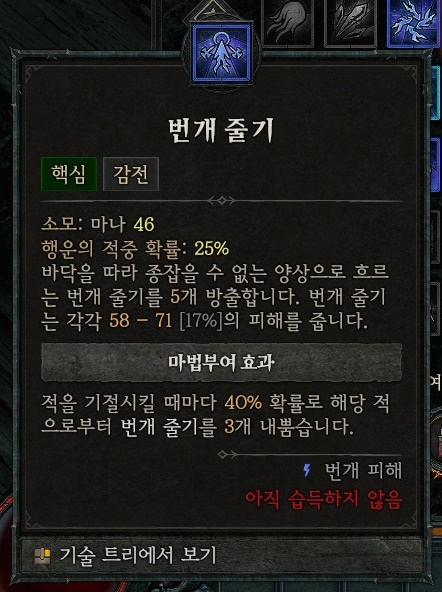 번개 줄기
핵심 감전
소모: 마나 46
행운의 적중 확률: 25%
바닥을 따라 종잡을 수 없는 양상으로 흐르
는 번개 줄기를 5개 방출합니다. 번개 줄기
는 각각 58 – 71 [17%]의 피해를 줍니다.
마법부여 효과
적을 기절시킬 때마다 40% 확률로 해당 적
으로부터 번개 줄기를 3개 내뿜습니다.
번개 피해
아직 습득하지 않음
기술 트리에서 보기